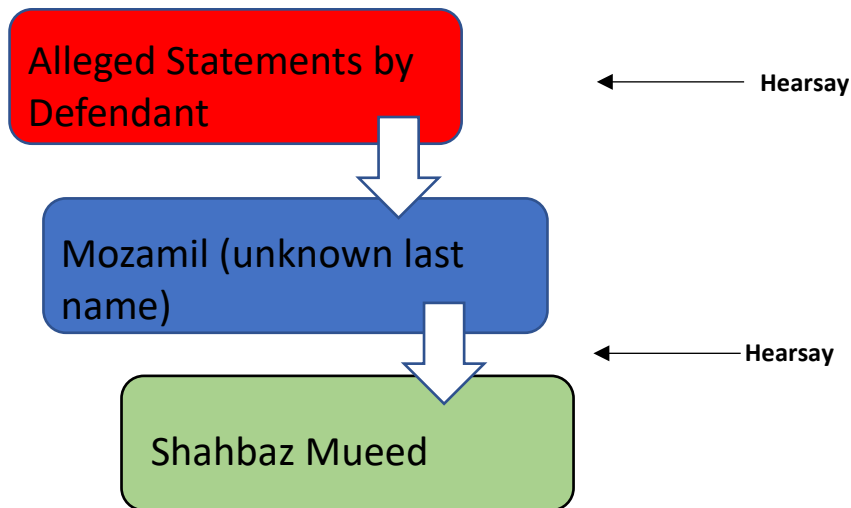 Alleged Statements by
Defendant
Hearsay
Mozamil (unknown last
name)
Hearsay
Shahbaz Mueed